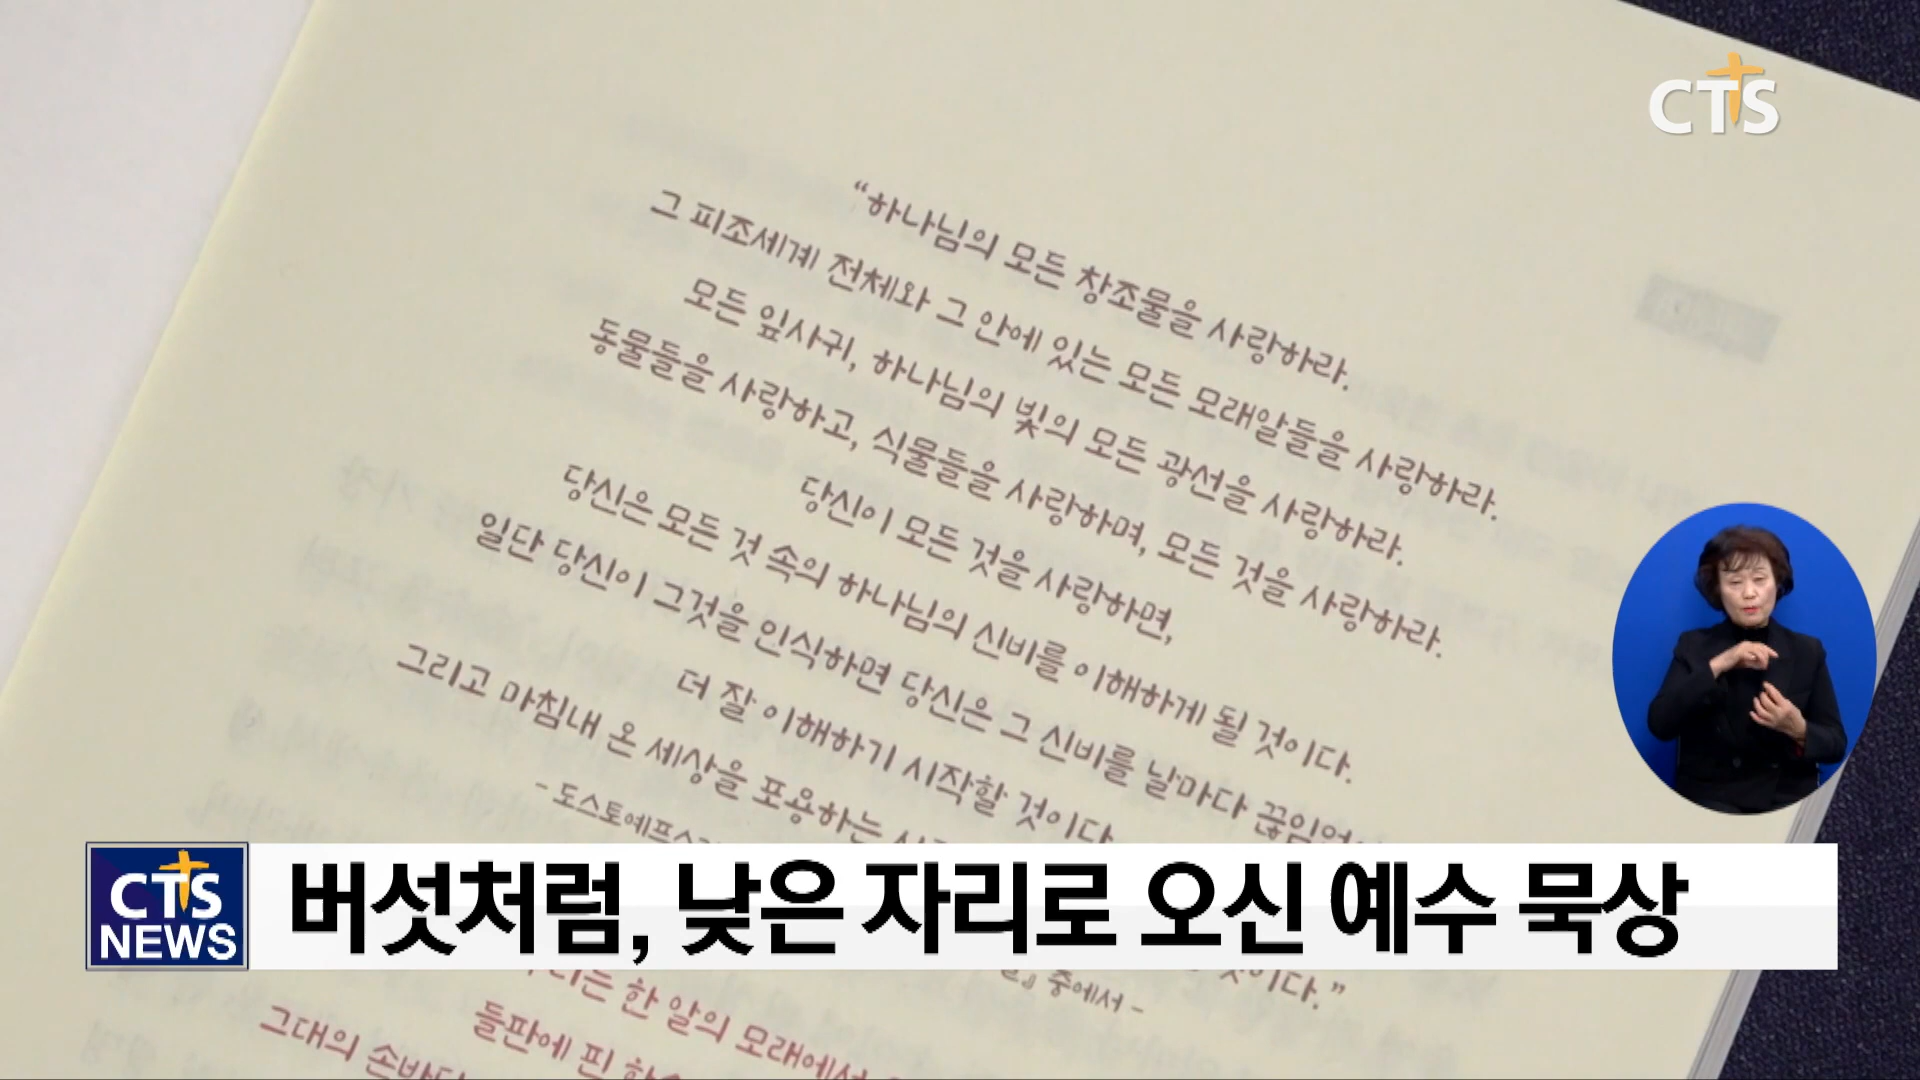 CTS
“하나님의 모든 창조물을 사랑하라.
그 피조세계 전체와 그 안에 있는 모든 모래알들을 사랑하라.
모든 잎사귀, 하나님의 빛의 모든 광선을 사랑하라.
동물들을 사랑하고, 식물들을 사랑하며, 모든 것을 사랑하라.
당신이 모든 것을 사랑하면,
당신은 모든 것 속의 하나님의 신비를 이해하게 될 것이다.
일단 당신이 그것을 인식하면 당신은 그 신비를 날마다
더 잘 이해하기 시작할 것이다
그리고 마침내 온 세상을 포용하는
것이다.”
- 도스토예프스
』 중에서 -
한 알의 모래에서
들판에 핀 한
그대의 손바닥
CTS NEWS
버섯처럼, 낮은 자리로 오신 예수 묵상